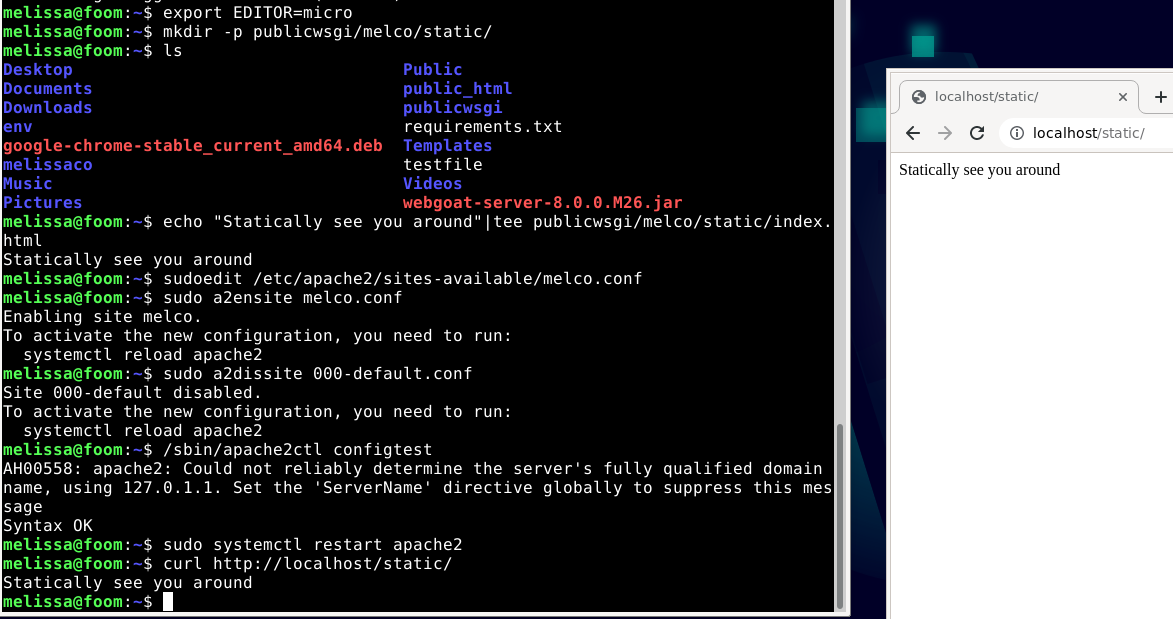 melissa@foom:~$ export EDITOR=micro
melissa@foom:~$ mkdir -p publicwsgi/melco/static/
melissa@foom:~$ ls
Desktop Public
Documents public_html
Downloads publicwsgi
env requirements.txt
google-chrome-stable_current_amd64.deb Templates
melissaco testfile
Music Videos
Pictures webgoat-server-8.0.0.M26.jar
melissa@foom:~$ echo "Statically see you around"|tee publicwsgi/melco/static/index.
html
Statically see you around
melissa@foom:~$ sudoedit /etc/apache2/sites-available/melco.conf
melissa@foom:~$ sudo a2ensite melco.conf
Enabling site melco.
To activate the new configuration, you need to run:
  systemctl reload apache2
melissa@foom:~$ sudo a2dissite 000-default.conf
Site 000-default disabled.
To activate the new configuration, you need to run:
  systemctl reload apache2
melissa@foom:~$ /sbin/apache2ctl configtest
AH00558: apache2: Could not reliably determine the server's fully qualified domain
name, using 127.0.1.1. Set the 'ServerName' directive globally to suppress this mes
sage
Syntax OK
melissa@foom:~$ sudo systemctl restart apache2
melissa@foom:~$ curl http://localhost/static/
Statically see you around
melissa@foom:~$
localhost/static/
localhost/static/
Statically see you around